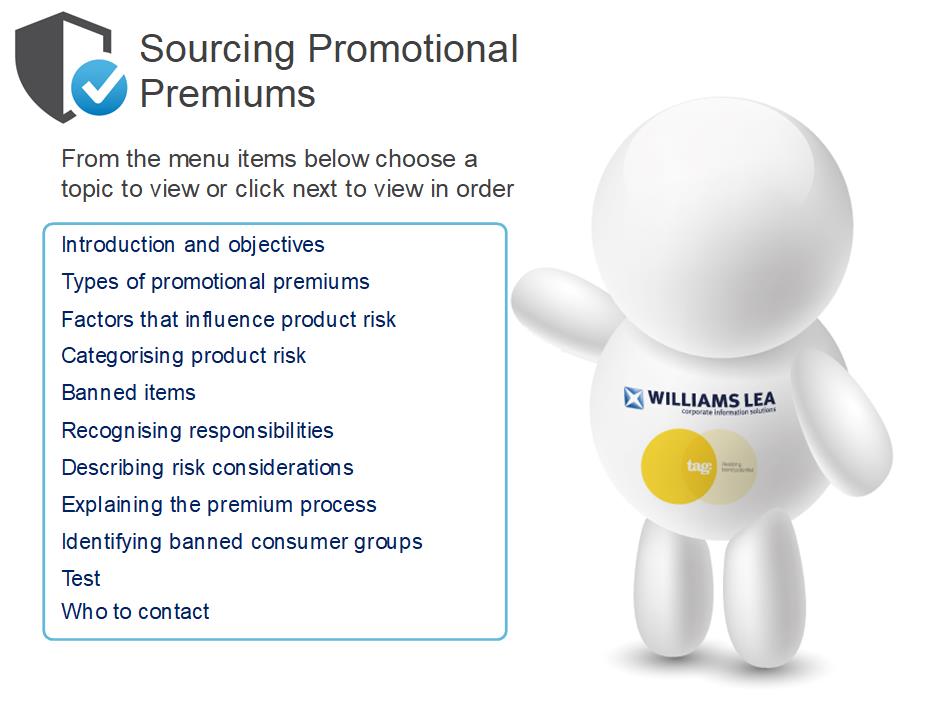 Sourcing Promotional
Premiums
From the menu items below choose a
topic to view or click next to view in order
Introduction and objectives
Types of promotional premiums
Factors that influence product risk
Categorising product risk
Banned items
Recognising responsibilities
Describing risk considerations
Explaining the premium process
Identifying banned consumer groups
Test
Who to contact
WILLIAMS LEA
corporate information solutions
tag: